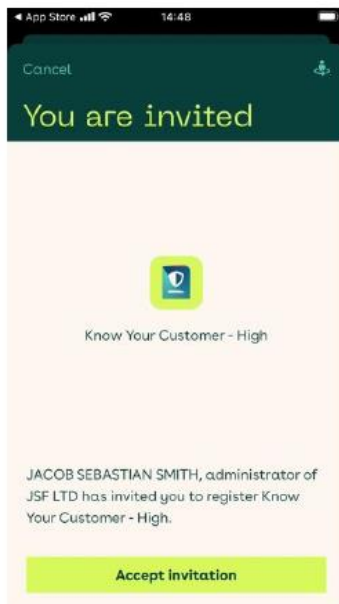 App Store 14:48
Cancel
You are invited
Know Your Customer - High
JACOB SEBASTIAN SMITH, administrator of
JSF LTD has invited you to register Know
Your Customer - High.
Accept invitation